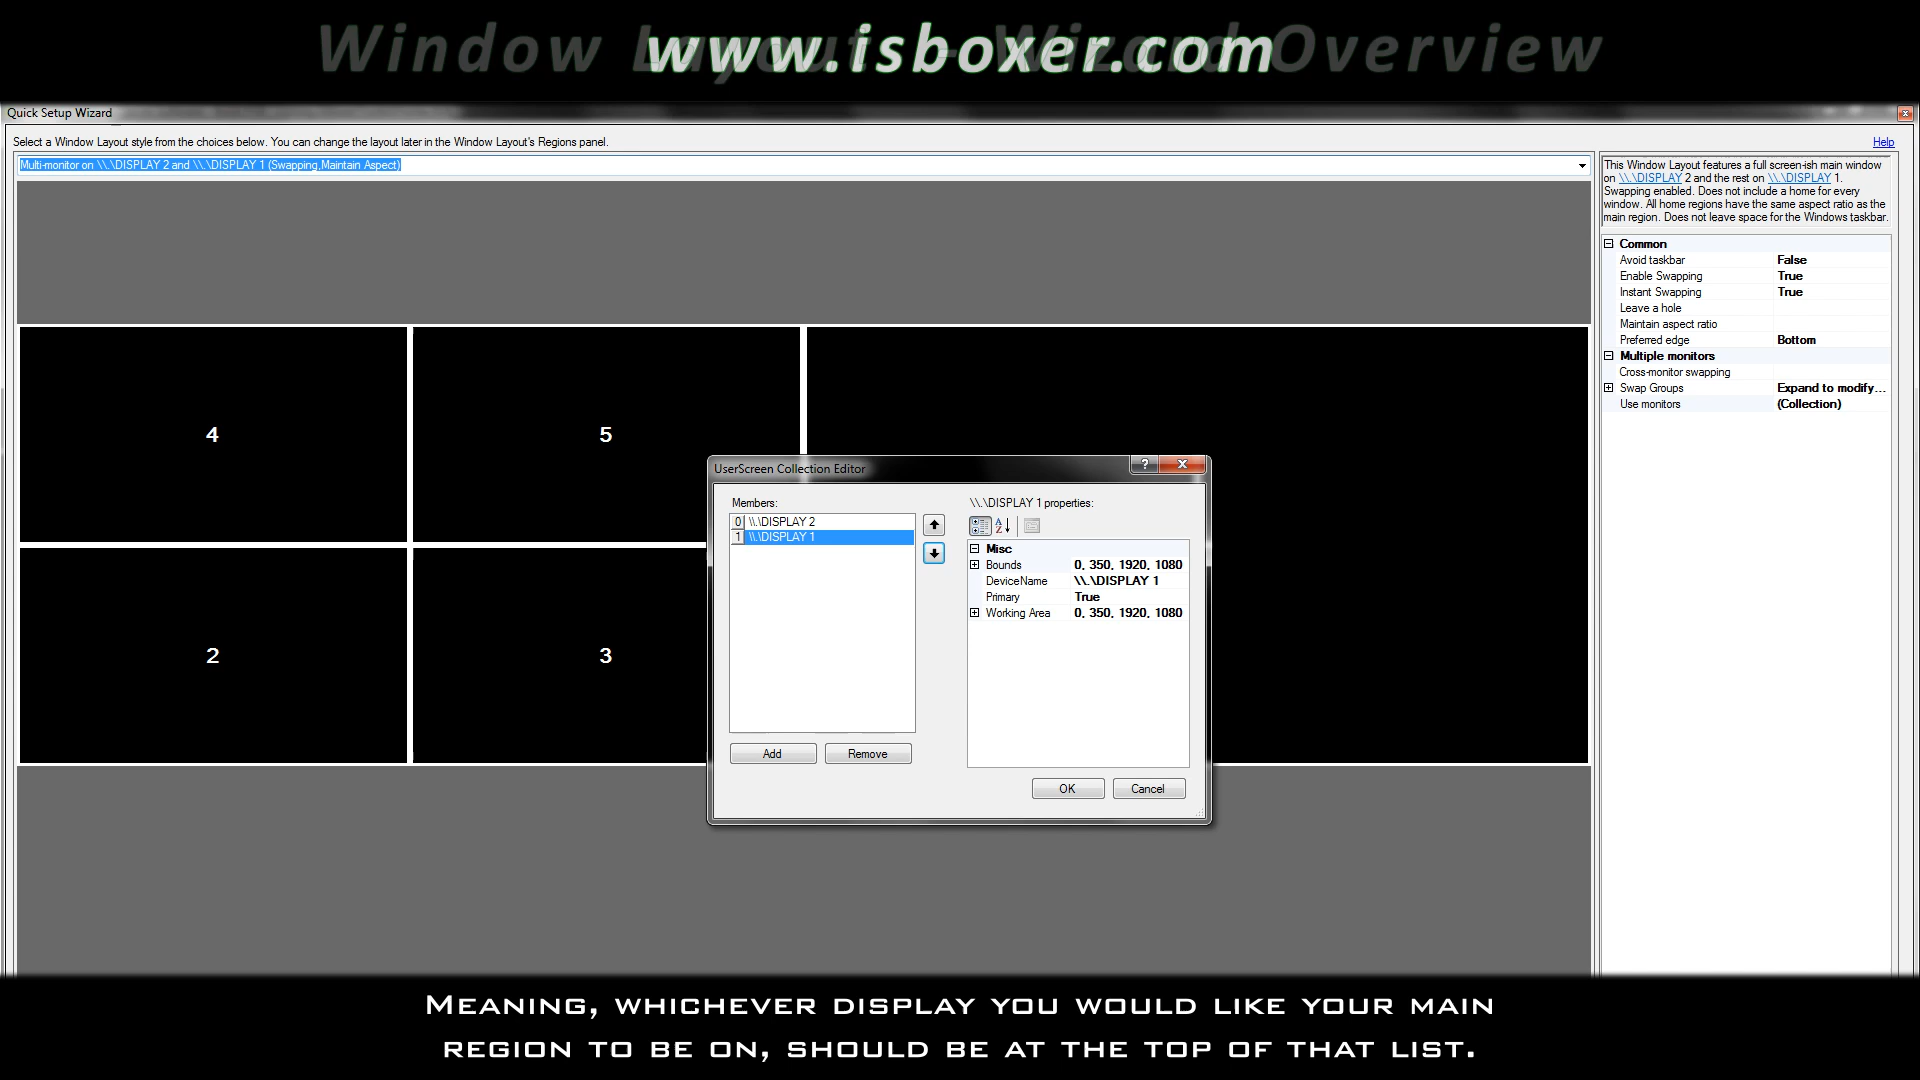 Window Layout - Wizard Overview
www.isboxer.com
Quick Setup Wizard
Select a Window Layout style from the choices below. You can change the layout later in the Window Layout's Regions panel.
Help
Multi-monitor on \\.\DISPLAY 2 and \\.\DISPLAY 1 (Swapping,Maintain Aspect)
This Window Layout features a full screen-ish main window
on \\.\DISPLAY 2 and the rest on \\.\DISPLAY 1.
Swapping enabled. Does not include a home for every
window. All home regions have the same aspect ratio as the
main region. Does not leave space for the Windows taskbar.
Common
Avoid taskbar False
Enable Swapping True
Instant Swapping True
Leave a hole
Maintain aspect ratio
Preferred edge Bottom
Multiple monitors
Cross-monitor swapping
Swap Groups Expand to modify...
Use monitors (Collection)
4
5
2
3
UserScreen Collection Editor
?
Members:
0 \\.\DISPLAY 2
1 \\.\DISPLAY 1
Add
Remove
\\.\DISPLAY 1 properties:
Misc
Bounds 0, 350, 1920, 1080
DeviceName \\.\DISPLAY 1
Primary True
Working Area 0, 350, 1920, 1080
OK
Cancel
Meaning, whichever display you would like your main
region to be on, should be at the top of that list.